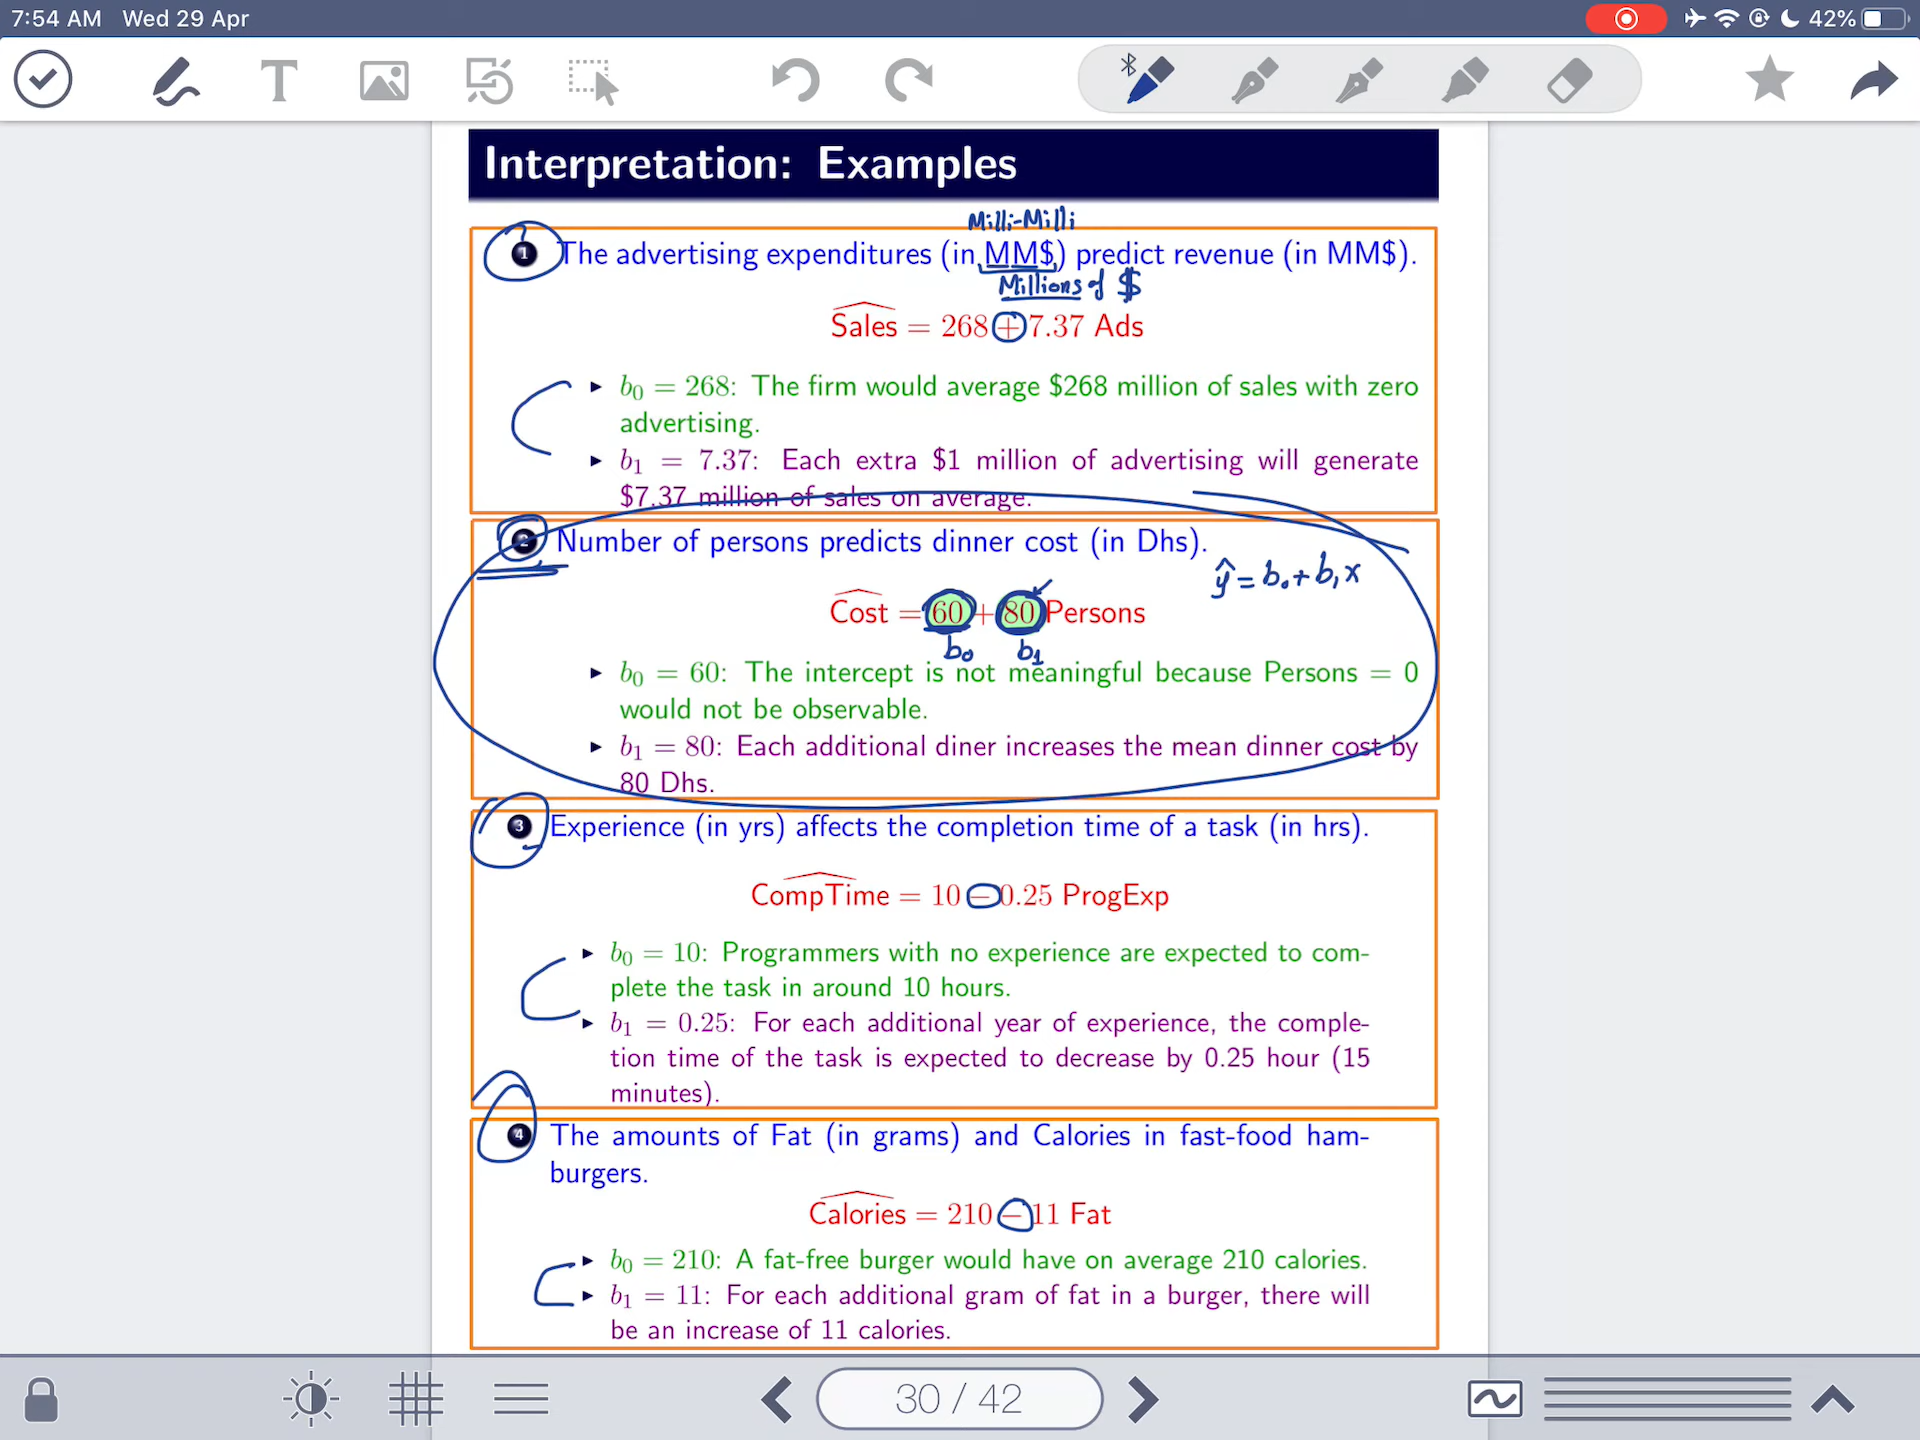 7:54 AM Wed 29 Apr
42%
Interpretation: Examples
Milli-Milli
1 The advertising expenditures (in MM$) predict revenue (in MM$).
Millions of $
Sales = 268 + 7.37 Ads
b0 = 268: The firm would average $268 million of sales with zero
advertising.
b1 = 7.37: Each extra $1 million of advertising will generate
$7.37 million of sales on average.
2 Number of persons predicts dinner cost (in Dhs).
ŷ = b0 + b1 x
Cost = 60 + 80 Persons
b0 b1
b0 = 60: The intercept is not meaningful because Persons = 0
would not be observable.
b1 = 80: Each additional diner increases the mean dinner cost by
80 Dhs.
3 Experience (in yrs) affects the completion time of a task (in hrs).
CompTime = 10 − 0.25 ProgExp
b0 = 10: Programmers with no experience are expected to com-
plete the task in around 10 hours.
b1 = 0.25: For each additional year of experience, the comple-
tion time of the task is expected to decrease by 0.25 hour (15
minutes).
4 The amounts of Fat (in grams) and Calories in fast-food ham-
burgers.
Calories = 210 − 11 Fat
b0 = 210: A fat-free burger would have on average 210 calories.
b1 = 11: For each additional gram of fat in a burger, there will
be an increase of 11 calories.
30 / 42